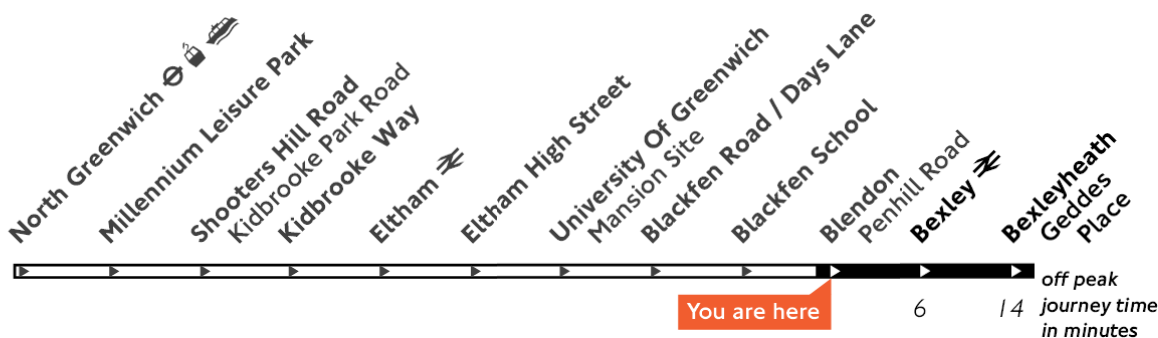 North Greenwich
Millennium Leisure Park
Shooters Hill Road
Kidbrooke Park Road
Kidbrooke Way
Eltham
Eltham High Street
University Of Greenwich
Mansion Site
Blackfen Road / Days Lane
Blackfen School
Blendon
Penhill Road
Bexley
Bexleyheath
Geddes
Place
You are here
6
14
off peak
journey time
in minutes